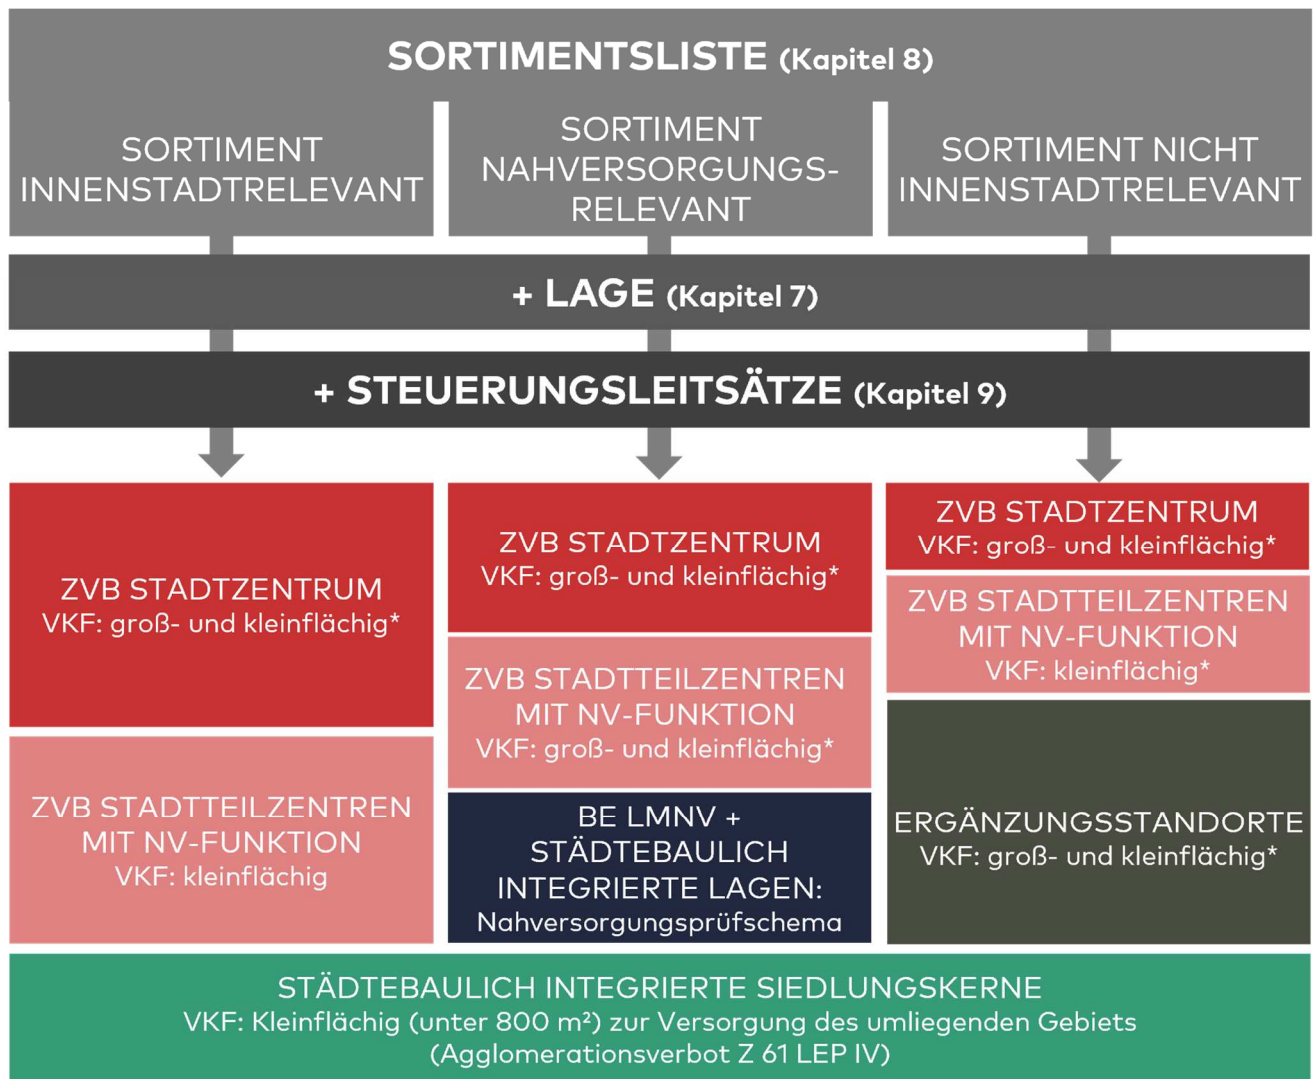 SORTIMENTSLISTE (Kapitel 8)
SORTIMENT
INNENSTADTRELEVANT
SORTIMENT
NAHVERSORGUNGS-
RELEVANT
SORTIMENT NICHT
INNENSTADTRELEVANT
+ LAGE (Kapitel 7)
+ STEUERUNGSLEITSÄTZE (Kapitel 9)
ZVB STADTZENTRUM
VKF: groß- und kleinflächig*
ZVB STADTTEILZENTREN
MIT NV-FUNKTION
VKF: kleinflächig
ZVB STADTZENTRUM
VKF: groß- und kleinflächig*
ZVB STADTTEILZENTREN
MIT NV-FUNKTION
VKF: groß- und kleinflächig*
BE LMNV +
STÄDTEBAULICH
INTEGRIERTE LAGEN:
Nahversorgungsprüfschema
ZVB STADTZENTRUM
VKF: groß- und kleinflächig*
ZVB STADTTEILZENTREN
MIT NV-FUNKTION
VKF: kleinflächig*
ERGÄNZUNGSSTANDORTE
VKF: groß- und kleinflächig*
STÄDTEBAULICH INTEGRIERTE SIEDLUNGSKERNE
VKF: Kleinflächig (unter 800 m²) zur Versorgung des umliegenden Gebiets
(Agglomerationsverbot Z 61 LEP IV)